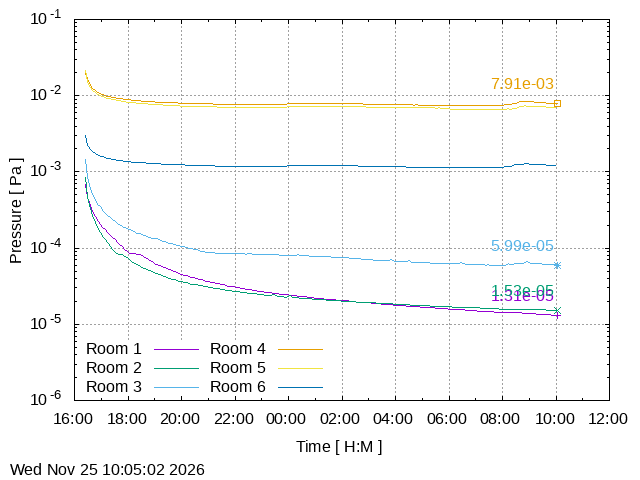 10^-1
10^-2
10^-3
10^-4
10^-5
10^-6
Pressure [ Pa ]
7.91e-03
5.99e-05
1.53e-05
1.31e-05
Room 1 Room 4
Room 2 Room 5
Room 3 Room 6
16:00 18:00 20:00 22:00 00:00 02:00 04:00 06:00 08:00 10:00 12:00
Time [ H:M ]
Wed Nov 25 10:05:02 2026